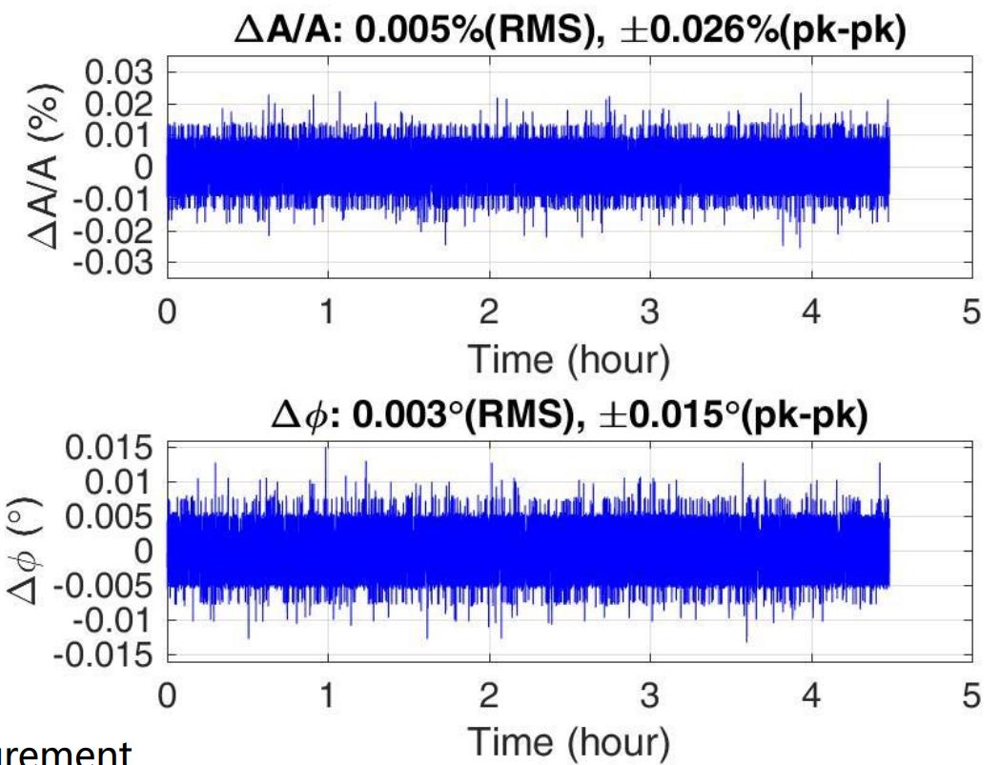 ΔA/A: 0.005%(RMS), ±0.026%(pk-pk)
ΔA/A (%)
0.03
0.02
0.01
0
-0.01
-0.02
-0.03
0 1 2 3 4 5
Time (hour)
Δϕ: 0.003°(RMS), ±0.015°(pk-pk)
Δϕ (°)
0.015
0.01
0.005
0
-0.005
-0.01
-0.015
0 1 2 3 4 5
Time (hour)
urement